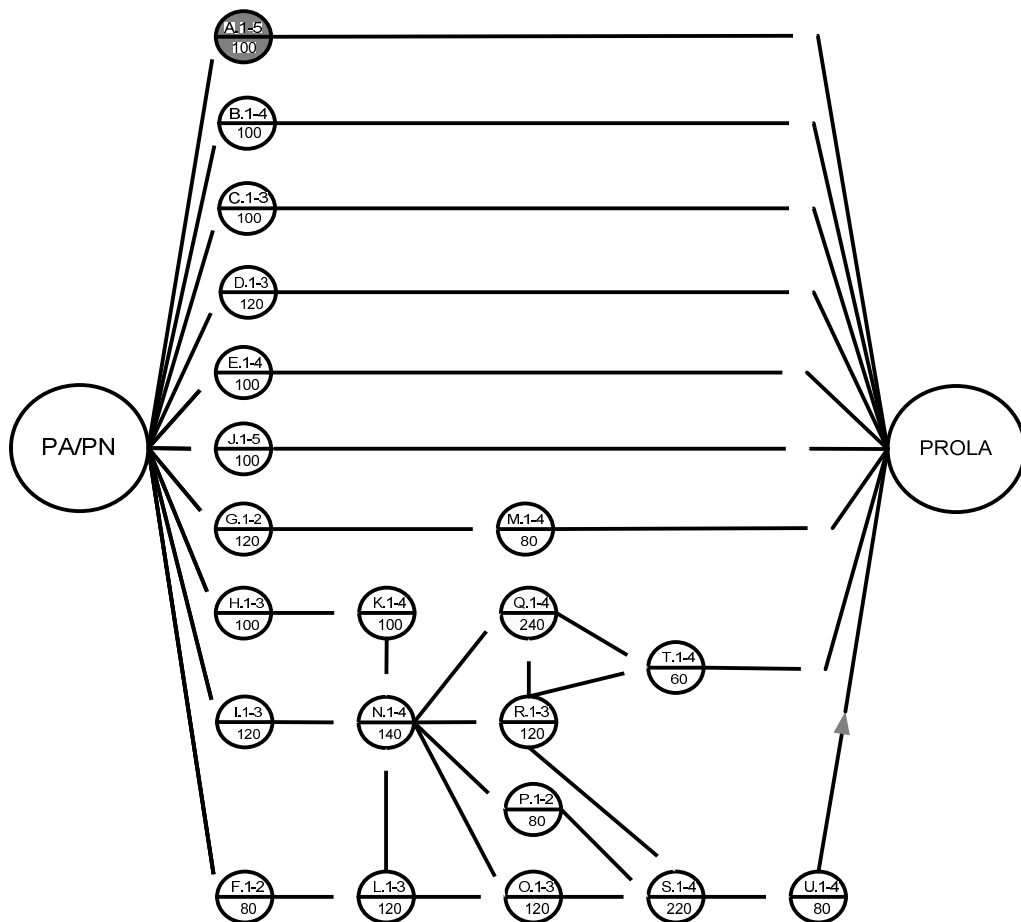 A.1-5
100
B.1-4
100
C.1-3
100
D.1-3
120
E.1-4
100
PA/PN
J.1-5
100
PROLA
G.1-2
120
M.1-4
80
H.1-3
100
K.1-4
100
Q.1-4
240
T.1-4
60
I.1-3
120
N.1-4
140
R.1-3
120
P.1-2
80
F.1-2
80
L.1-3
120
O.1-3
120
S.1-4
220
U.1-4
80